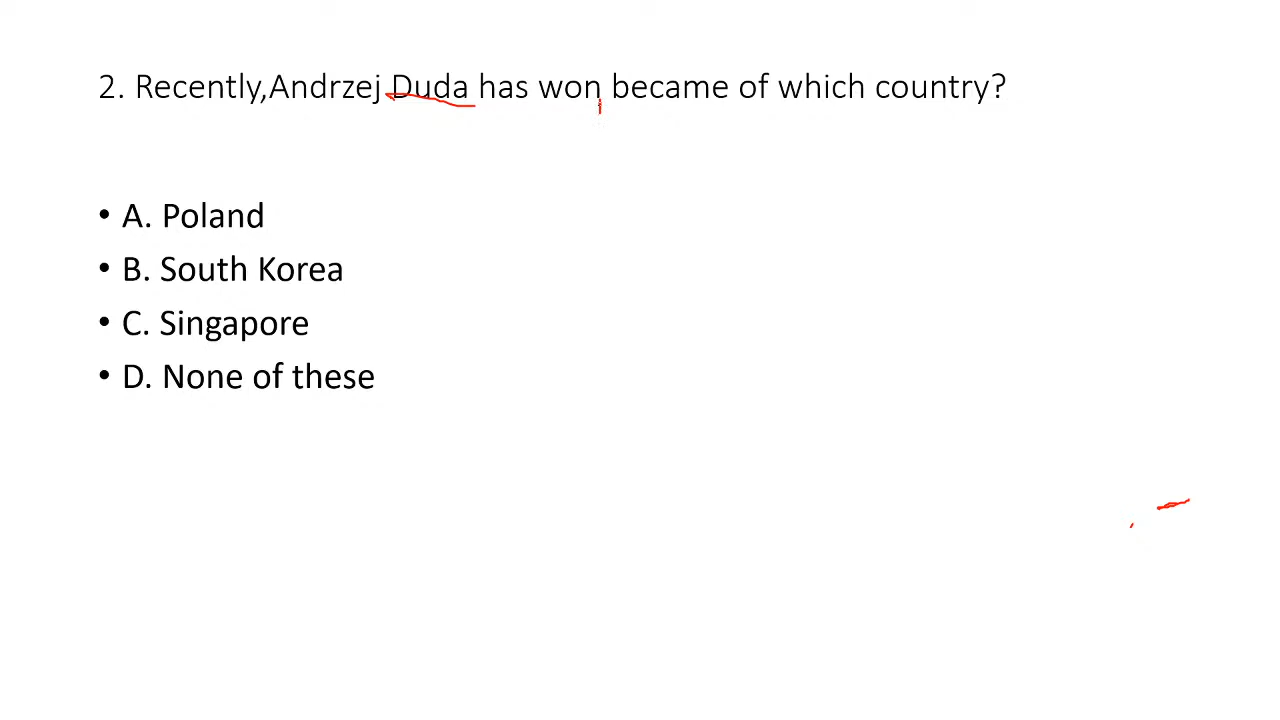 2. Recently,Andrzej Duda has won became of which country?
• A. Poland
• B. South Korea
• C. Singapore
• D. None of these